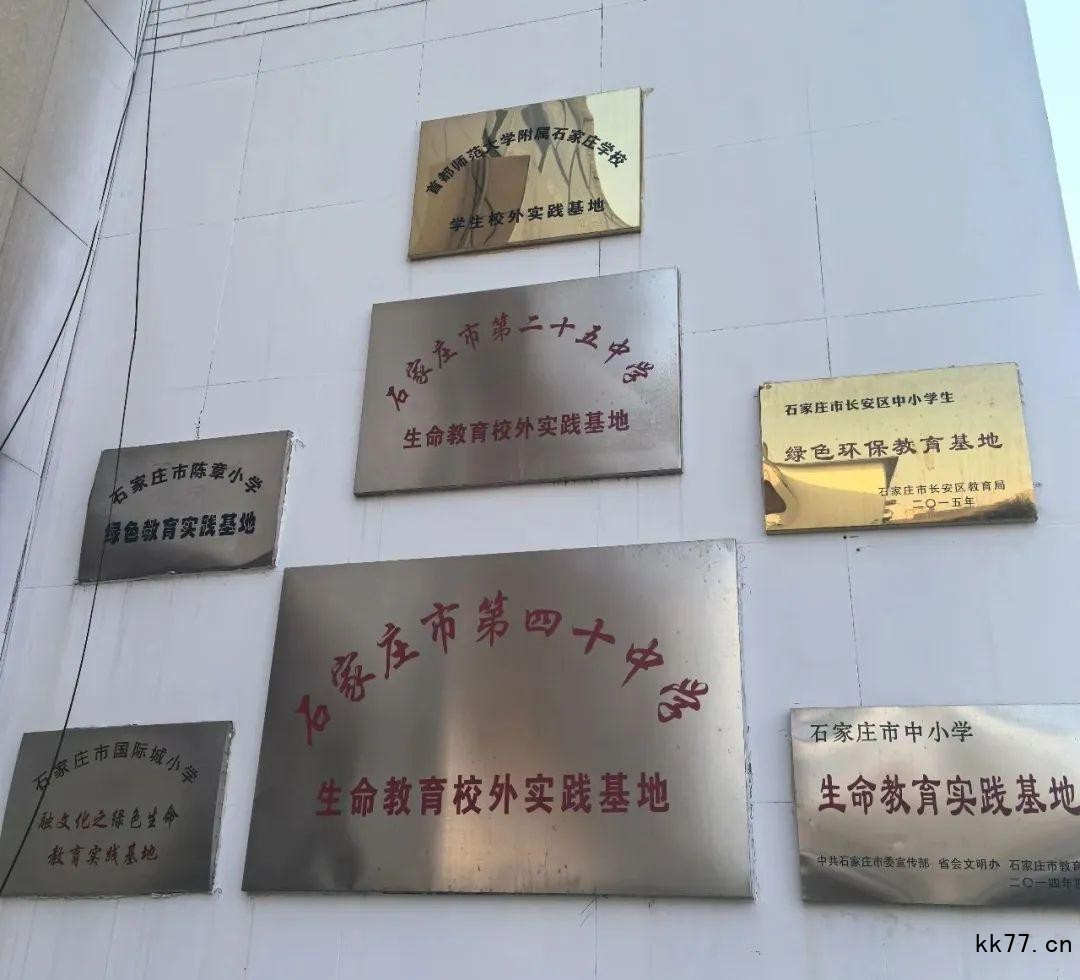 首都师范大学附属石家庄学校
学生校外实践基地
石家庄市第二十五中学
生命教育校外实践基地
石家庄市长安区中小学生
绿色环保教育基地
石家庄市长安区教育局
二〇一五年
石家庄市陈章小学
绿色教育实践基地
石家庄市第四十中学
生命教育校外实践基地
石家庄市国际城小学
融文化之绿色生命
教育实践基地
石家庄市中小学
生命教育实践基地
中共石家庄市委宣传部 省会文明办 石家庄市教育
二〇一四年
kk77.cn